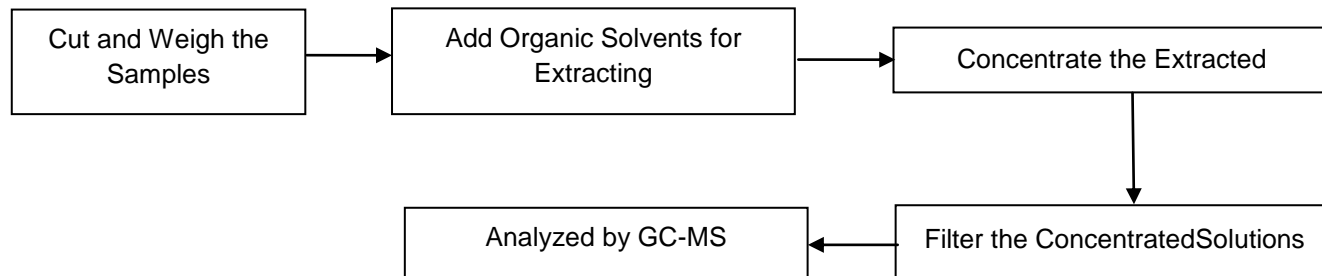 Cut and Weigh the
Samples
Add Organic Solvents for
Extracting
Concentrate the Extracted
Filter the ConcentratedSolutions
Analyzed by GC-MS